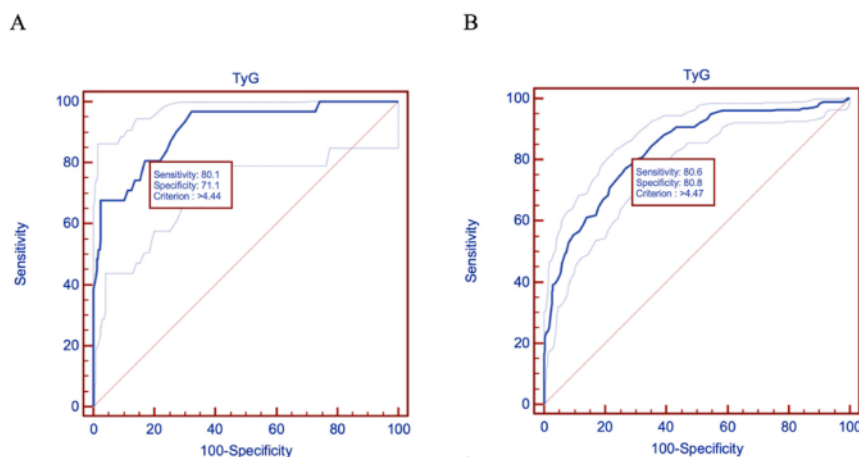 A
TyG
100
80
60
40
20
0
Sensitivity
Sensitivity: 80.1
Specificity: 71.1
Criterion : >4.44
0 20 40 60 80 100
100-Specificity
B
TyG
100
80
60
40
20
0
Sensitivity
Sensitivity: 80.6
Specificity: 80.8
Criterion : >4.47
0 20 40 60 80 100
100-Specificity